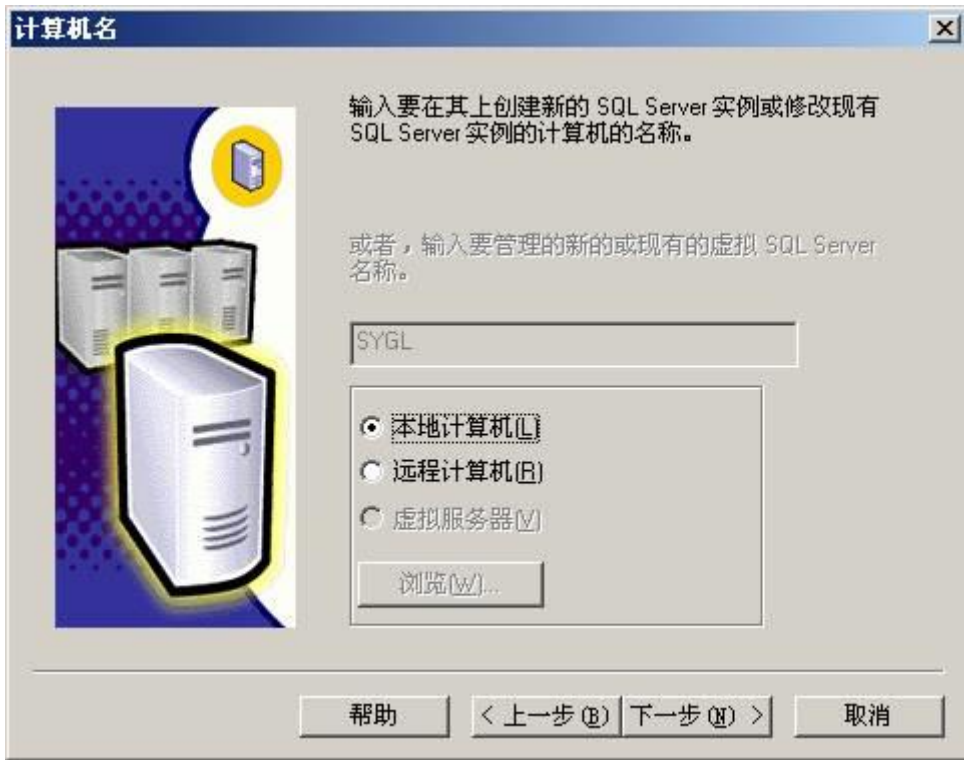 计算机名
输入要在其上创建新的 SQL Server 实例或修改现有
SQL Server 实例的计算机的名称。
或者，输入要管理的新的或现有的虚拟 SQL Server
名称。
SYGL
本地计算机(L)
远程计算机(R)
虚拟服务器(V)
浏览(W)...
帮助
< 上一步(B)
下一步(N) >
取消